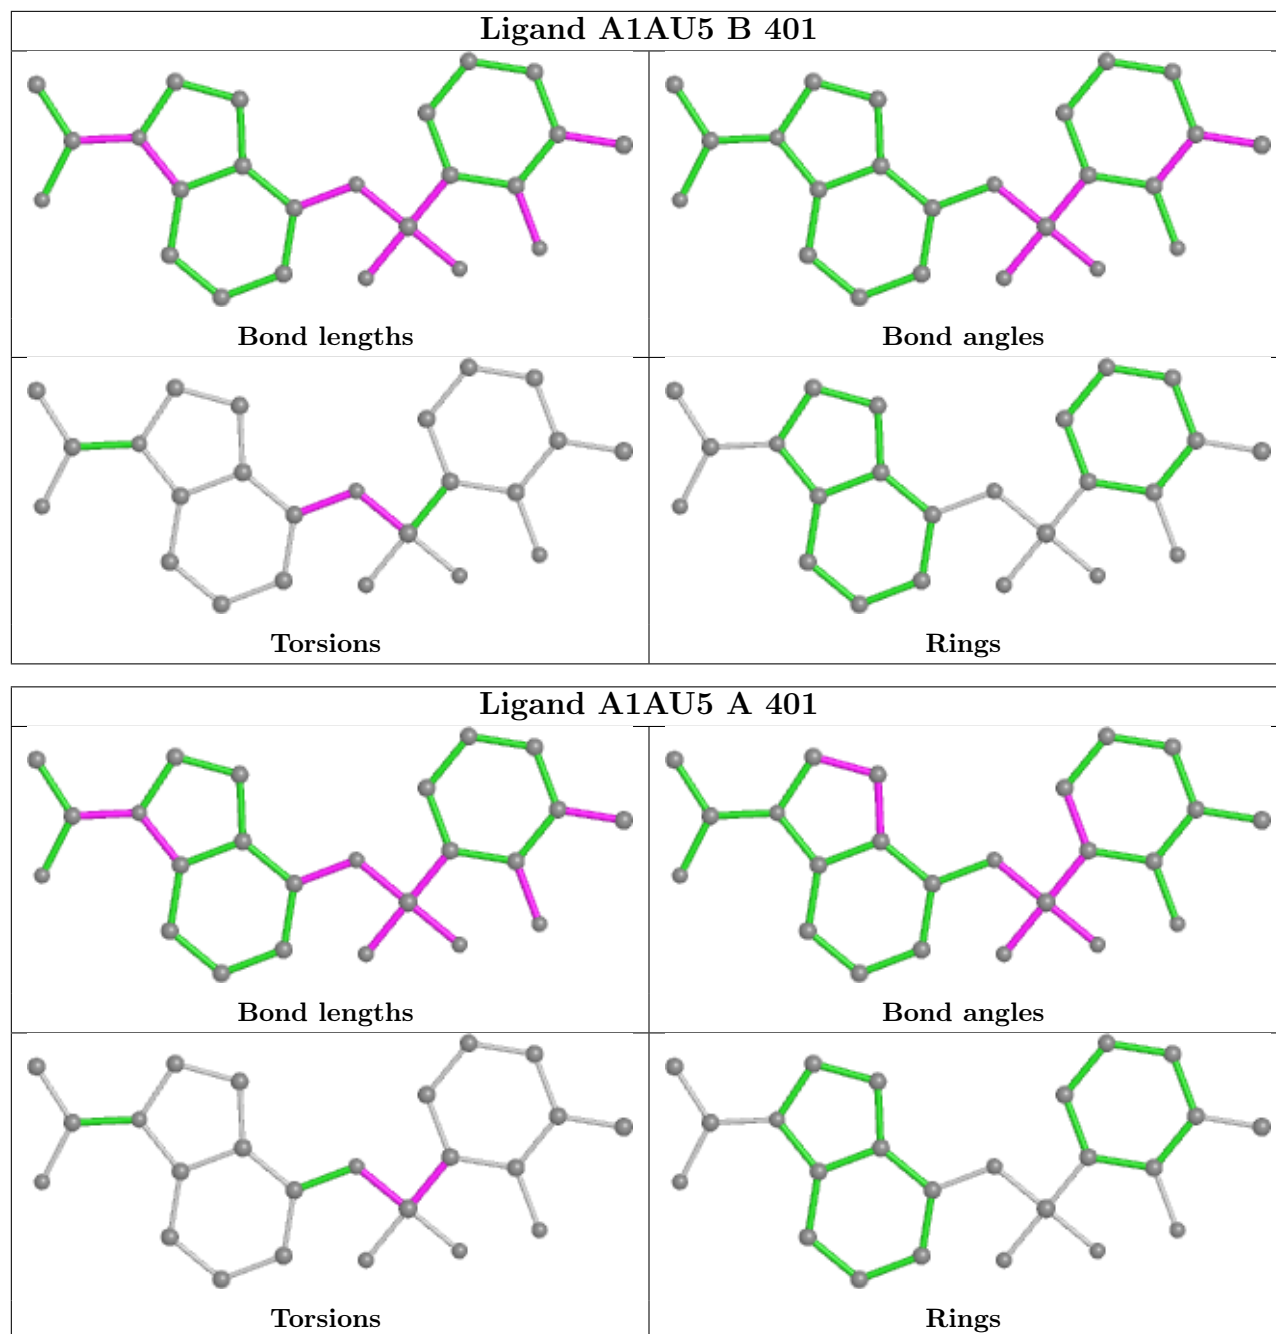 Ligand A1AU5 B 401
Bond lengths
Bond angles
Torsions
Rings
Ligand A1AU5 A 401
Bond lengths
Bond angles
Torsions
Rings